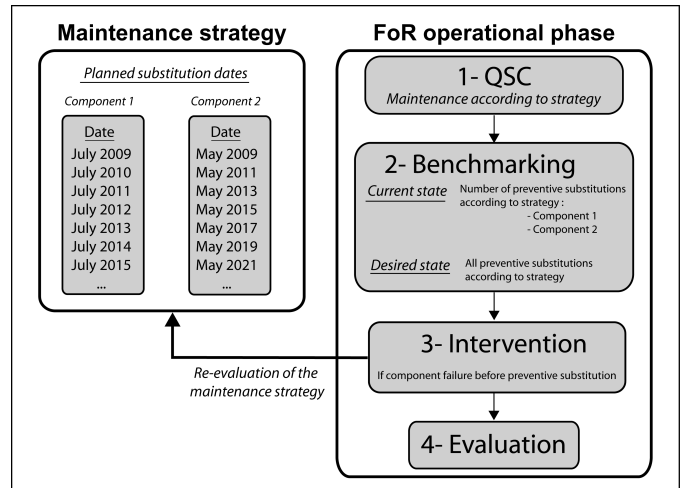 Maintenance strategy
Planned substitution dates
Component 1
Date
July 2009
July 2010
July 2011
July 2012
July 2013
July 2014
July 2015
...
Component 2
Date
May 2009
May 2011
May 2013
May 2015
May 2017
May 2019
May 2021
...
Re-evaluation of the
maintenance strategy
FoR operational phase
1- QSC
Maintenance according to strategy
2- Benchmarking
Current state
Number of preventive substitutions
according to strategy :
- Component 1
- Component 2
Desired state
All preventive substitutions
according to strategy
3- Intervention
If component failure before preventive substitution
4- Evaluation